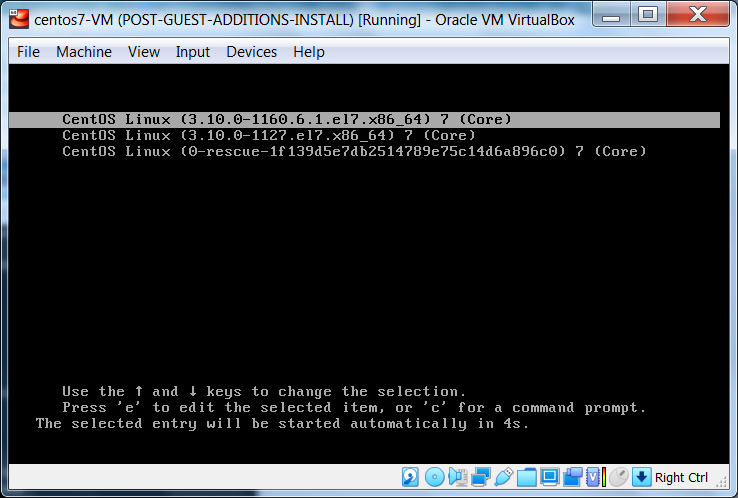 centos7-VM (POST-GUEST-ADDITIONS-INSTALL) [Running] - Oracle VM VirtualBox
File Machine View Input Devices Help
CentOS Linux (3.10.0-1160.6.1.el7.x86_64) 7 (Core)
CentOS Linux (3.10.0-1127.el7.x86_64) 7 (Core)
CentOS Linux (0-rescue-1f139d5e7db2514789e75c14d6a896c0) 7 (Core)
Use the ↑ and ↓ keys to change the selection.
Press 'e' to edit the selected item, or 'c' for a command prompt.
The selected entry will be started automatically in 4s.
Right Ctrl